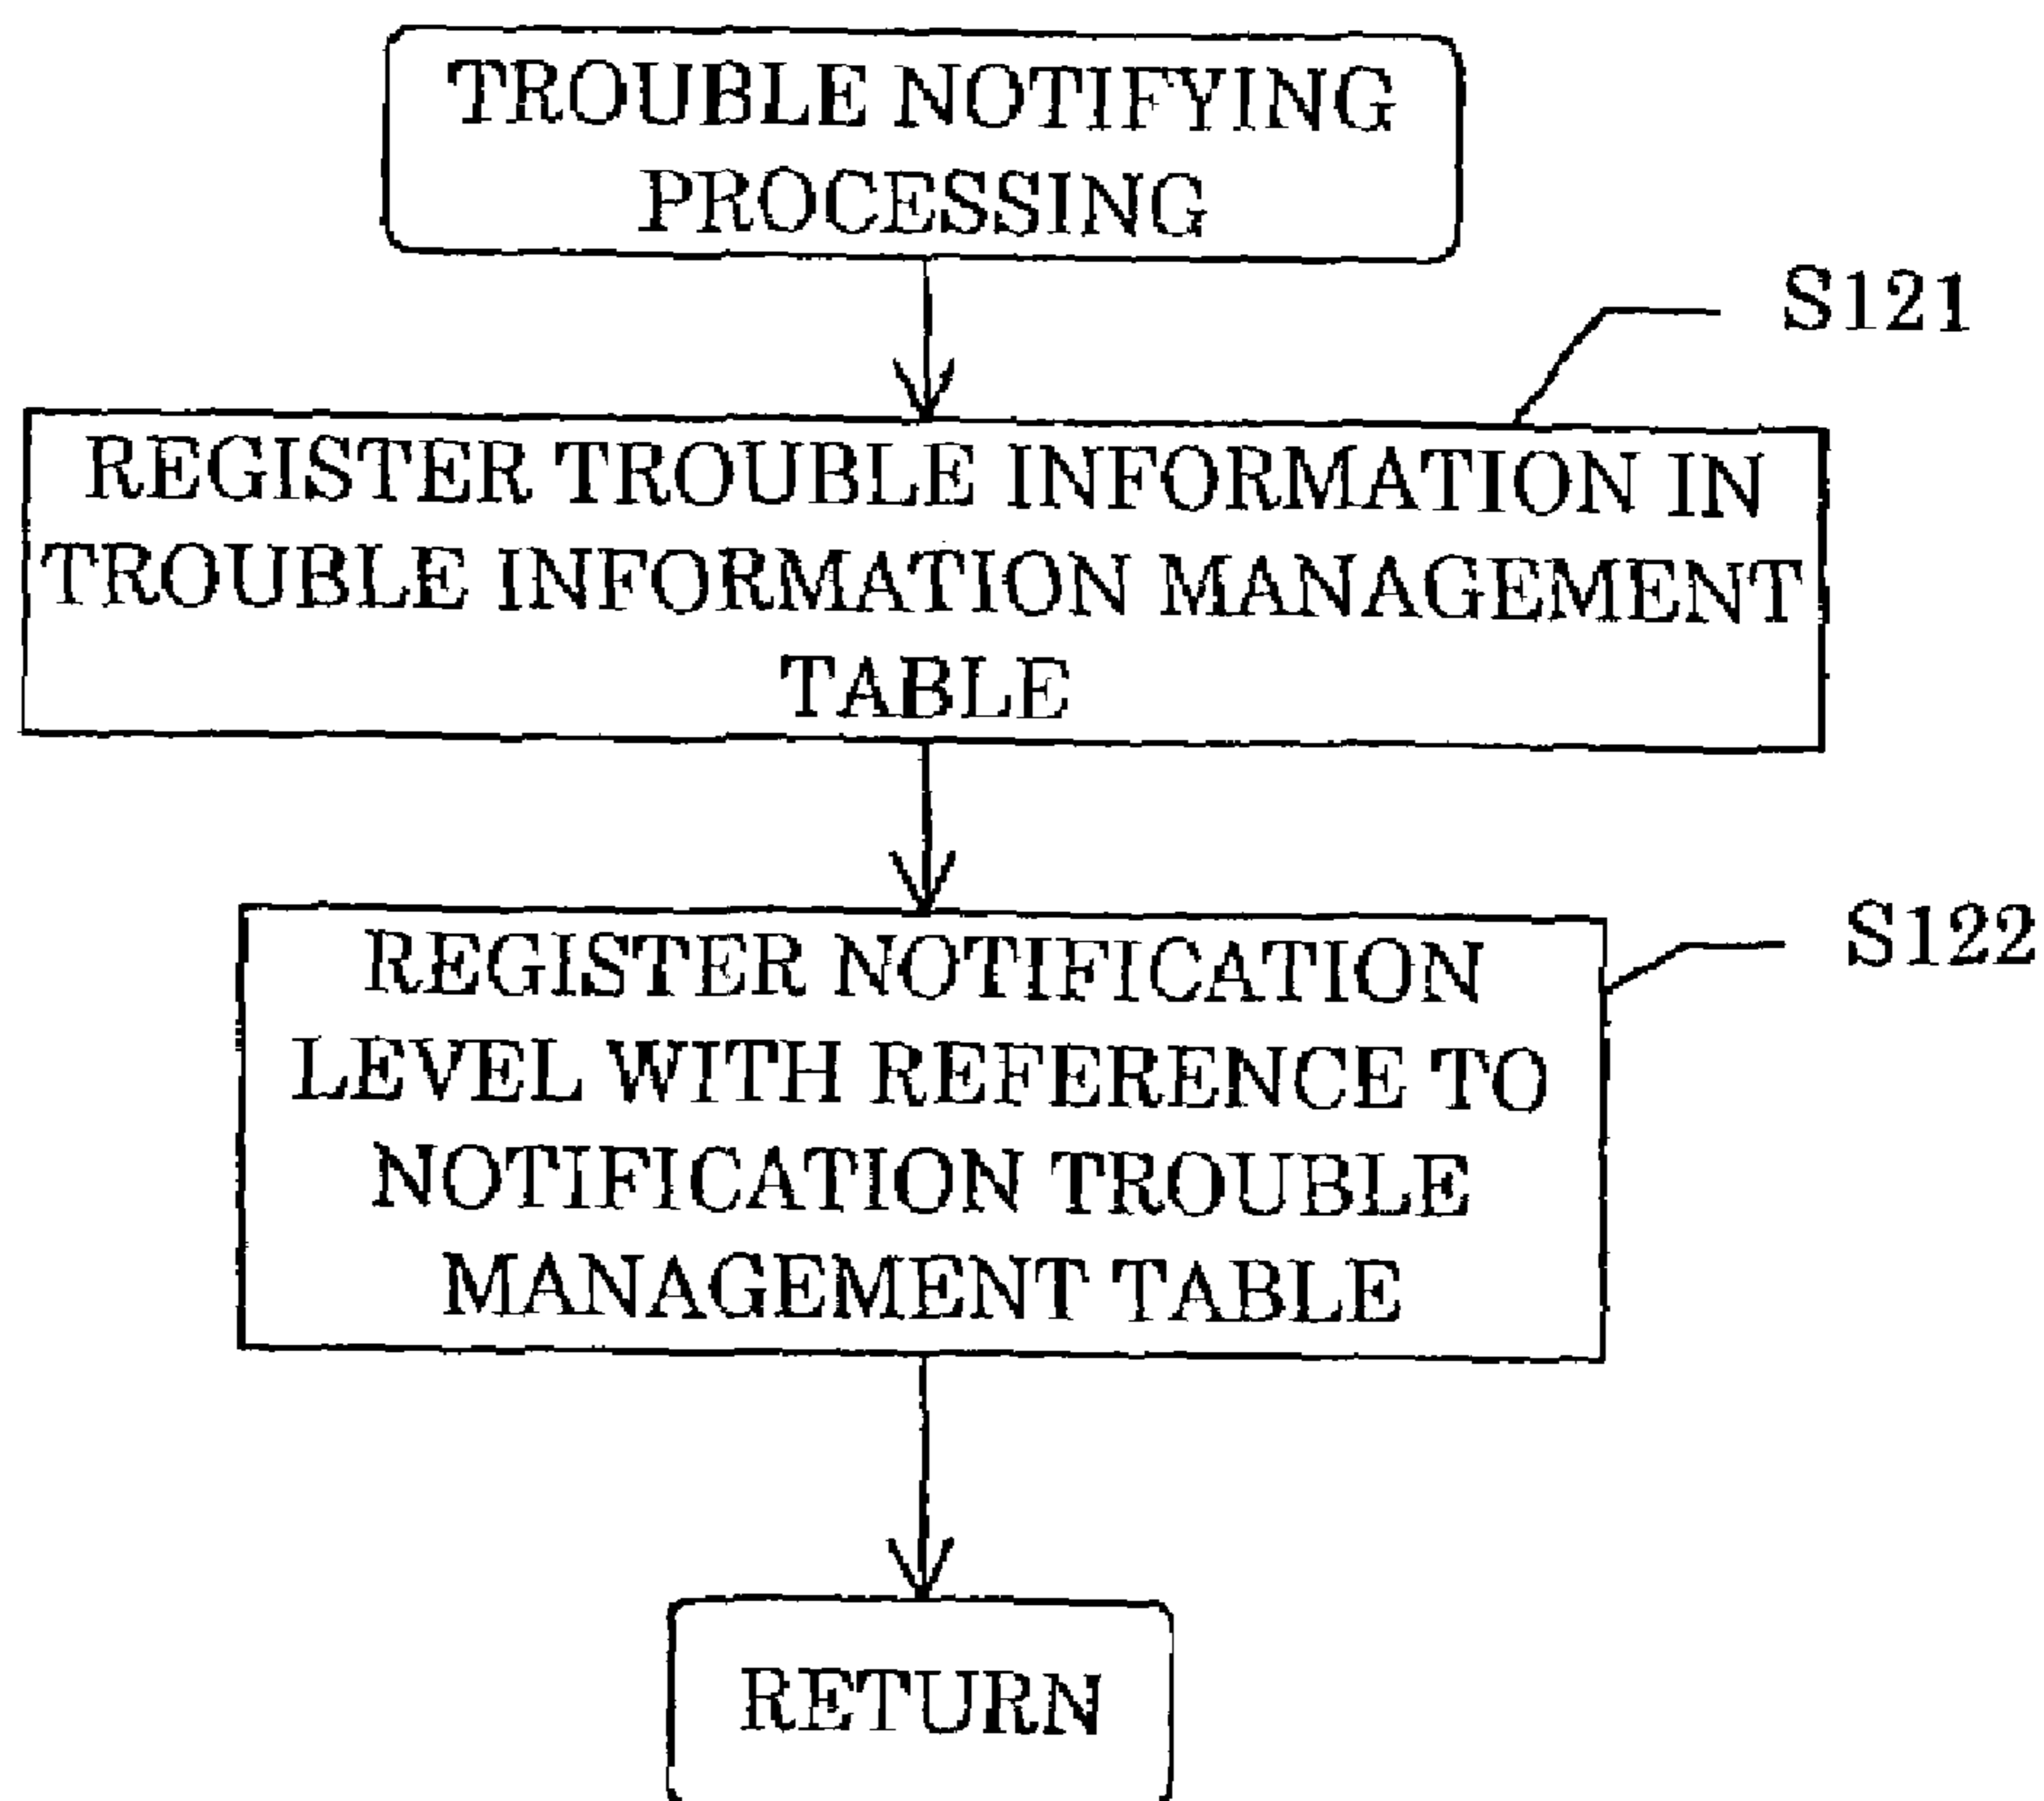 TROUBLE NOTIFYING
PROCESSING
S121
REGISTER TROUBLE INFORMATION IN
TROUBLE INFORMATION MANAGEMENT
TABLE
S122
REGISTER NOTIFICATION
LEVEL WITH REFERENCE TO
NOTIFICATION TROUBLE
MANAGEMENT TABLE
RETURN